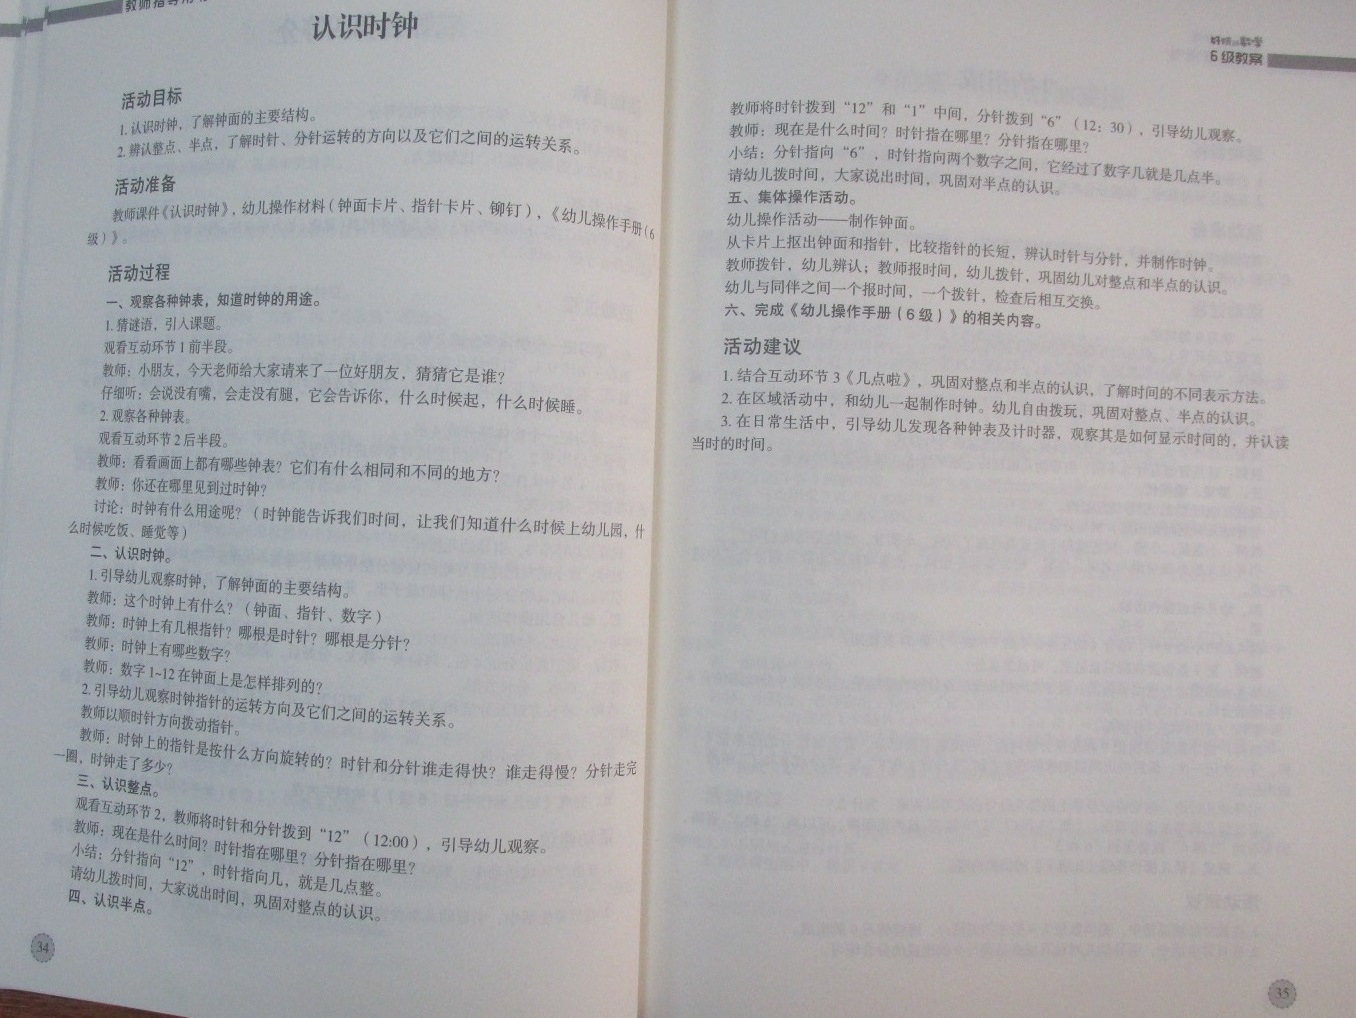 教师指导用
认识时钟
活动目标
1. 认识时钟，了解钟面的主要结构。
2. 辨认整点、半点，了解时针、分针运转的方向以及它们之间的运转关系。
活动准备
教师课件《认识时钟》，幼儿操作材料（钟面卡片、指针卡片、铆钉），《幼儿操作手册（6
级）》。
活动过程
一、观察各种钟表，知道时钟的用途。
1. 猜谜语，引入课题。
观看互动环节1前半段。
教师：小朋友，今天老师给大家请来了一位好朋友，猜猜它是谁？
仔细听：会说没有嘴，会走没有腿，它会告诉你，什么时候起，什么时候睡。
2. 观察各种钟表。
观看互动环节2后半段。
教师：看看画面上都有哪些钟表？它们有什么相同和不同的地方？
教师：你还在哪里见到过时钟？
讨论：时钟有什么用途呢？（时钟能告诉我们时间，让我们知道什么时候上幼儿园，什
么时候吃饭、睡觉等）
二、认识时钟。
1. 引导幼儿观察时钟，了解钟面的主要结构。
教师：这个时钟上有什么？（钟面、指针、数字）
教师：时钟上有几根指针？哪根是时针？哪根是分针？
教师：时钟上有哪些数字？
教师：数字1~12在钟面上是怎样排列的？
2. 引导幼儿观察时钟指针的运转方向及它们之间的运转关系。
教师以顺时针方向拨动指针。
教师：时钟上的指针是按什么方向旋转的？时针和分针谁走得快？谁走得慢？分针走完
一圈，时钟走了多少？
三、认识整点。
观看互动环节2，教师将时针和分针拨到“12”（12:00），引导幼儿观察。
教师：现在是什么时间？时针指在哪里？分针指在哪里？
小结：分针指向“12”，时针指向几，就是几点整。
请幼儿拨时间，大家说出时间，巩固对整点的认识。
四、认识半点。
34
6级教案
教师将时针拨到“12”和“1”中间，分针拨到“6”（12：30），引导幼儿观察。
教师：现在是什么时间？时针指在哪里？分针指在哪里？
小结：分针指向“6”，时针指向两个数字之间，它经过了数字几就是几点半。
请幼儿拨时间，大家说出时间，巩固对半点的认识。
五、集体操作活动。
幼儿操作活动——制作钟面。
从卡片上抠出钟面和指针，比较指针的长短，辨认时针与分针，并制作时钟。
教师拨针，幼儿辨认；教师报时间，幼儿拨针，巩固幼儿对整点和半点的认识。
幼儿与同伴之间一个报时间，一个拨针，检查后相互交换。
六、完成《幼儿操作手册（6级）》的相关内容。
活动建议
1. 结合互动环节3《几点啦》，巩固对整点和半点的认识，了解时间的不同表示方法。
2. 在区域活动中，和幼儿一起制作时钟。幼儿自由拨玩，巩固对整点、半点的认识。
3. 在日常生活中，引导幼儿发现各种钟表及计时器，观察其是如何显示时间的，并认读
当时的时间。
35